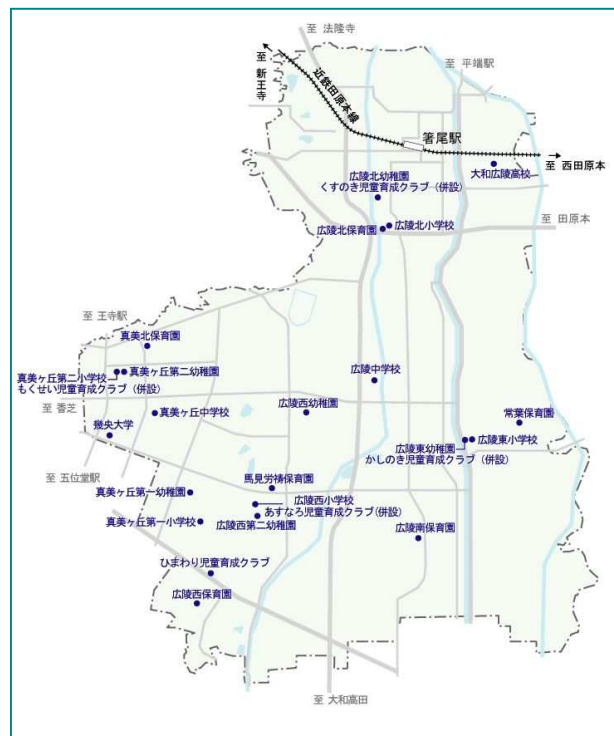 至 法隆寺
至 新王寺
近鉄田原本線
至 平端駅
箸尾駅
至 西田原本
大和広陵高校
広陵北幼稚園
くすのき児童育成クラブ（併設）
至 田原本
広陵北保育園
広陵北小学校
至 王寺駅
真美北保育園
真美ヶ丘第二小学校
真美ヶ丘第二幼稚園
もくせい児童育成クラブ（併設）
広陵中学校
至 香芝
真美ヶ丘中学校
広陵西幼稚園
常葉保育園
畿央大学
広陵東幼稚園
広陵東小学校
かしのき児童育成クラブ（併設）
至 五位堂駅
馬見労祷保育園
真美ヶ丘第一幼稚園
広陵西小学校
あすなろ児童育成クラブ(併設)
真美ヶ丘第一小学校
広陵西第二幼稚園
広陵南保育園
ひまわり児童育成クラブ
広陵西保育園
至 大和高田